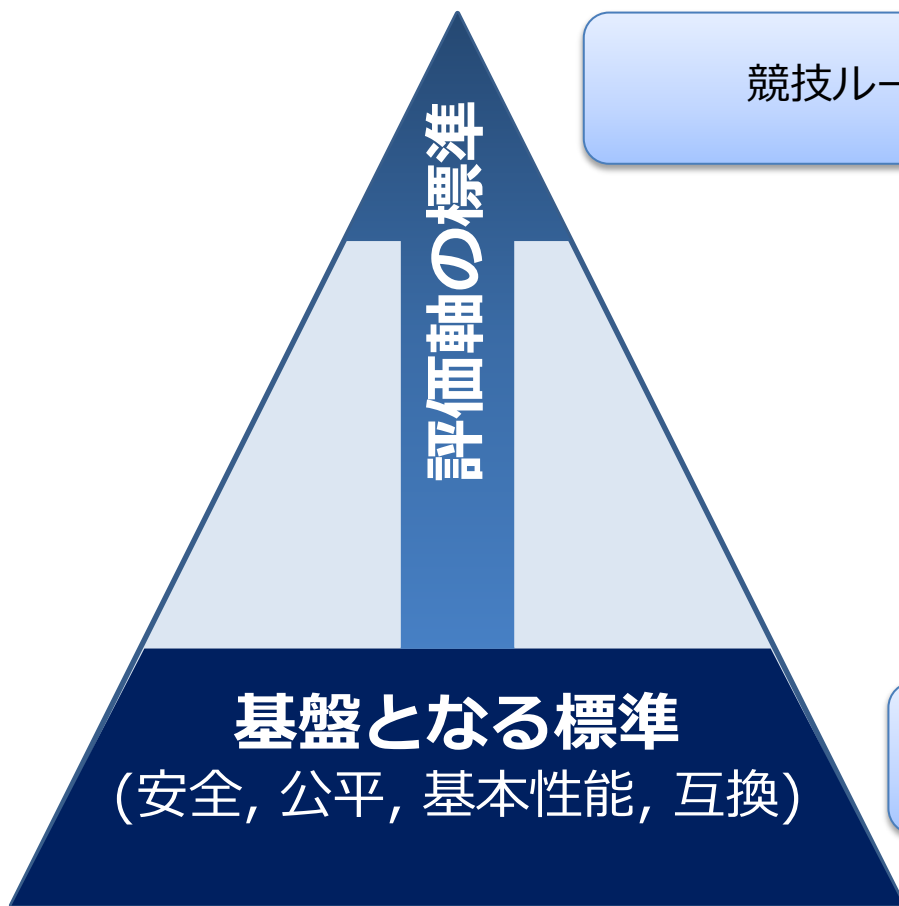 競技ルー
評価軸の標準
基盤となる標準
(安全, 公平, 基本性能, 互換)